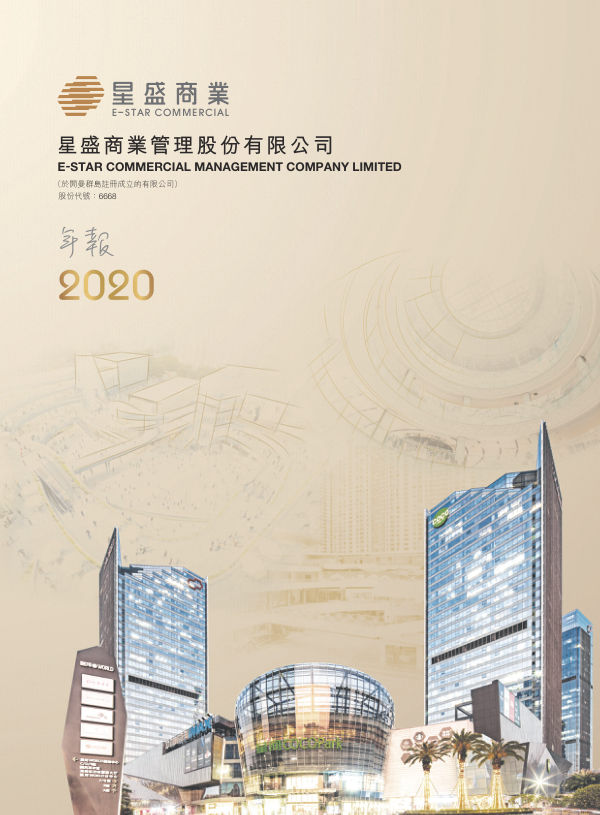 星盛商業
E-STAR COMMERCIAL
星盛商業管理股份有限公司
E-STAR COMMERCIAL MANAGEMENT COMPANY LIMITED
(於開曼群島註冊成立的有限公司)
股份代號：6668
年報
2020